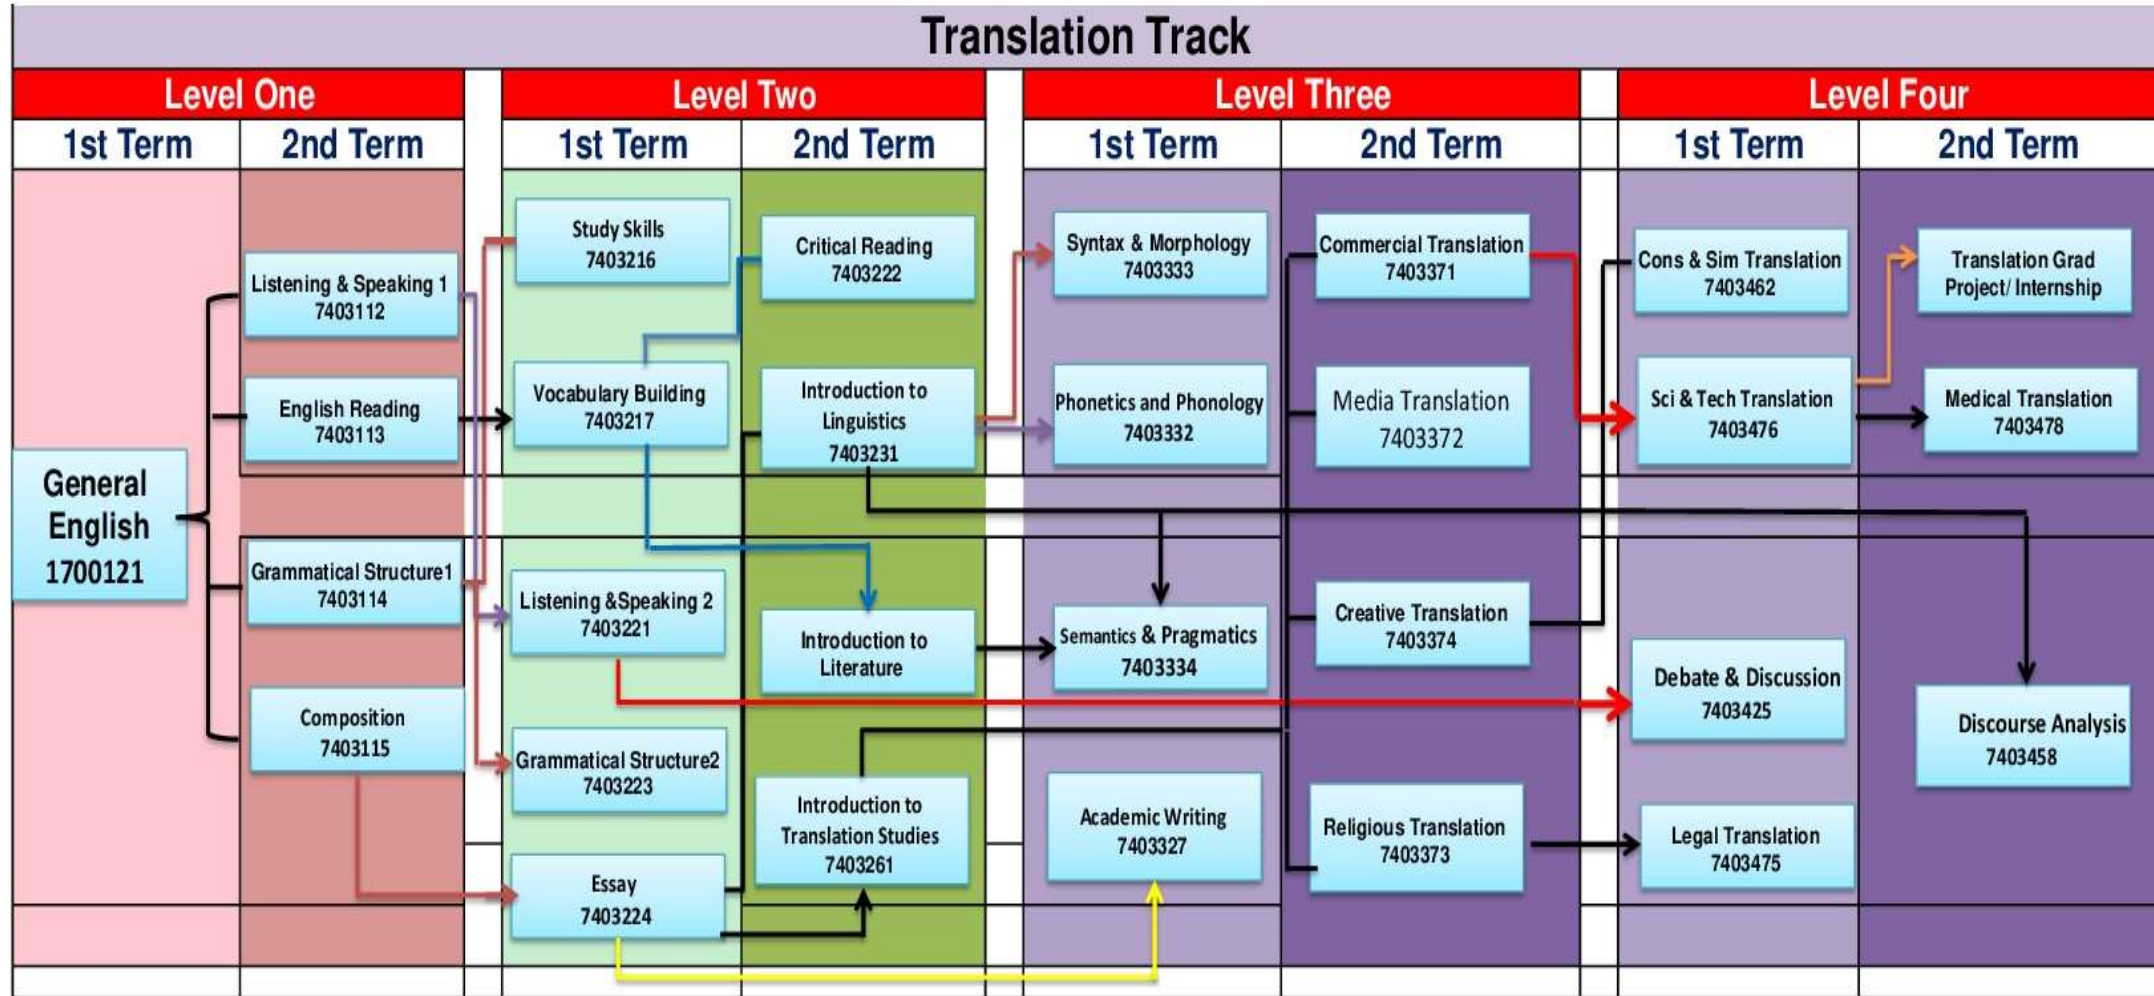 Translation Track
Level One
Level Two
Level Three
Level Four
1st Term
2nd Term
1st Term
2nd Term
1st Term
2nd Term
1st Term
2nd Term
General
English
1700121
Listening & Speaking 1
7403112
English Reading
7403113
Grammatical Structure1
7403114
Composition
7403115
Study Skills
7403216
Vocabulary Building
7403217
Listening &Speaking 2
7403221
Grammatical Structure2
7403223
Essay
7403224
Critical Reading
7403222
Introduction to
Linguistics
7403231
Introduction to
Literature
Introduction to
Translation Studies
7403261
Syntax & Morphology
7403333
Phonetics and Phonology
7403332
Semantics & Pragmatics
7403334
Academic Writing
7403327
Commercial Translation
7403371
Media Translation
7403372
Creative Translation
7403374
Religious Translation
7403373
Cons & Sim Translation
7403462
Sci & Tech Translation
7403476
Debate & Discussion
7403425
Legal Translation
7403475
Translation Grad
Project/ Internship
Medical Translation
7403478
Discourse Analysis
7403458